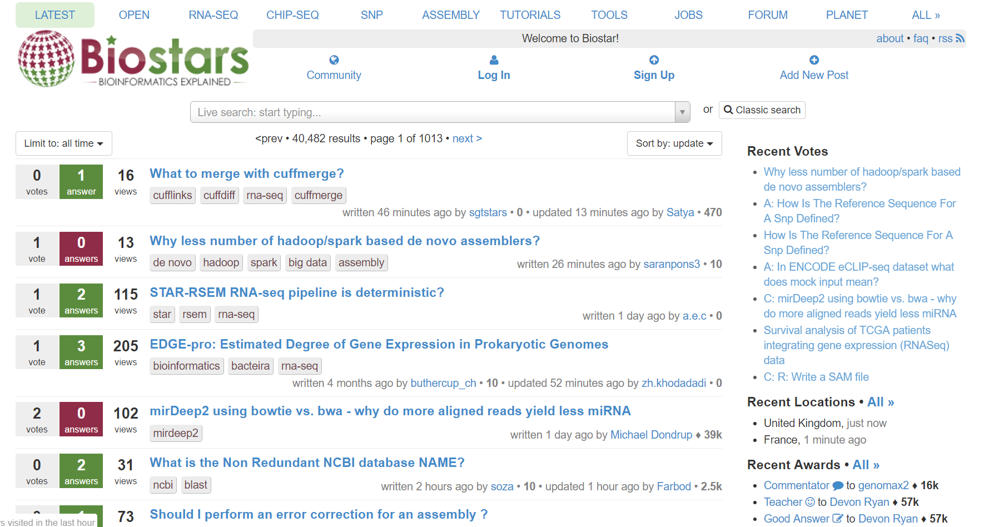 LATEST OPEN RNA-SEQ CHIP-SEQ SNP ASSEMBLY TUTORIALS TOOLS JOBS FORUM PLANET ALL »
Biostars
BIOINFORMATICS EXPLAINED
Welcome to Biostar!
about • faq • rss
Community Log In Sign Up Add New Post
Live search: start typing... or Classic search
Limit to: all time
<prev • 40,482 results • page 1 of 1013 • next >
Sort by: update
0 votes 1 answer 16 views
What to merge with cuffmerge?
cufflinks cuffdiff rna-seq cuffmerge
written 46 minutes ago by sgtstars • 0 • updated 13 minutes ago by Satya • 470
1 vote 0 answers 13 views
Why less number of hadoop/spark based de novo assemblers?
de novo hadoop spark big data assembly
written 26 minutes ago by saranpons3 • 10
1 vote 2 answers 115 views
STAR-RSEM RNA-seq pipeline is deterministic?
star rsem rna-seq
written 1 day ago by a.e.c • 0
1 vote 3 answers 205 views
EDGE-pro: Estimated Degree of Gene Expression in Prokaryotic Genomes
bioinformatics bacteira rna-seq
written 4 months ago by buthercup_ch • 10 • updated 52 minutes ago by zh.khodadadi • 0
2 votes 0 answers 102 views
mirDeep2 using bowtie vs. bwa - why do more aligned reads yield less miRNA
mirdeep2
written 1 day ago by Michael Dondrup ♦ 39k
0 votes 2 answers 31 views
What is the Non Redundant NCBI database NAME?
ncbi blast
written 2 hours ago by soza • 10 • updated 1 hour ago by Farbod • 2.5k
73
Should I perform an error correction for an assembly ?
s visited in the last hour
Recent Votes
Why less number of hadoop/spark based
de novo assemblers?
A: How Is The Reference Sequence For
A Snp Defined?
How Is The Reference Sequence For A
Snp Defined?
A: In ENCODE eCLIP-seq dataset what
does mock input mean?
C: mirDeep2 using bowtie vs. bwa - why
do more aligned reads yield less miRNA
Survival analysis of TCGA patients
integrating gene expression (RNASeq)
data
C: R: Write a SAM file
Recent Locations • All »
United Kingdom, just now
France, 1 minute ago
Recent Awards • All »
Commentator to genomax2 ♦ 16k
Teacher to Devon Ryan ♦ 57k
Good Answer to Devon Ryan ♦ 57k